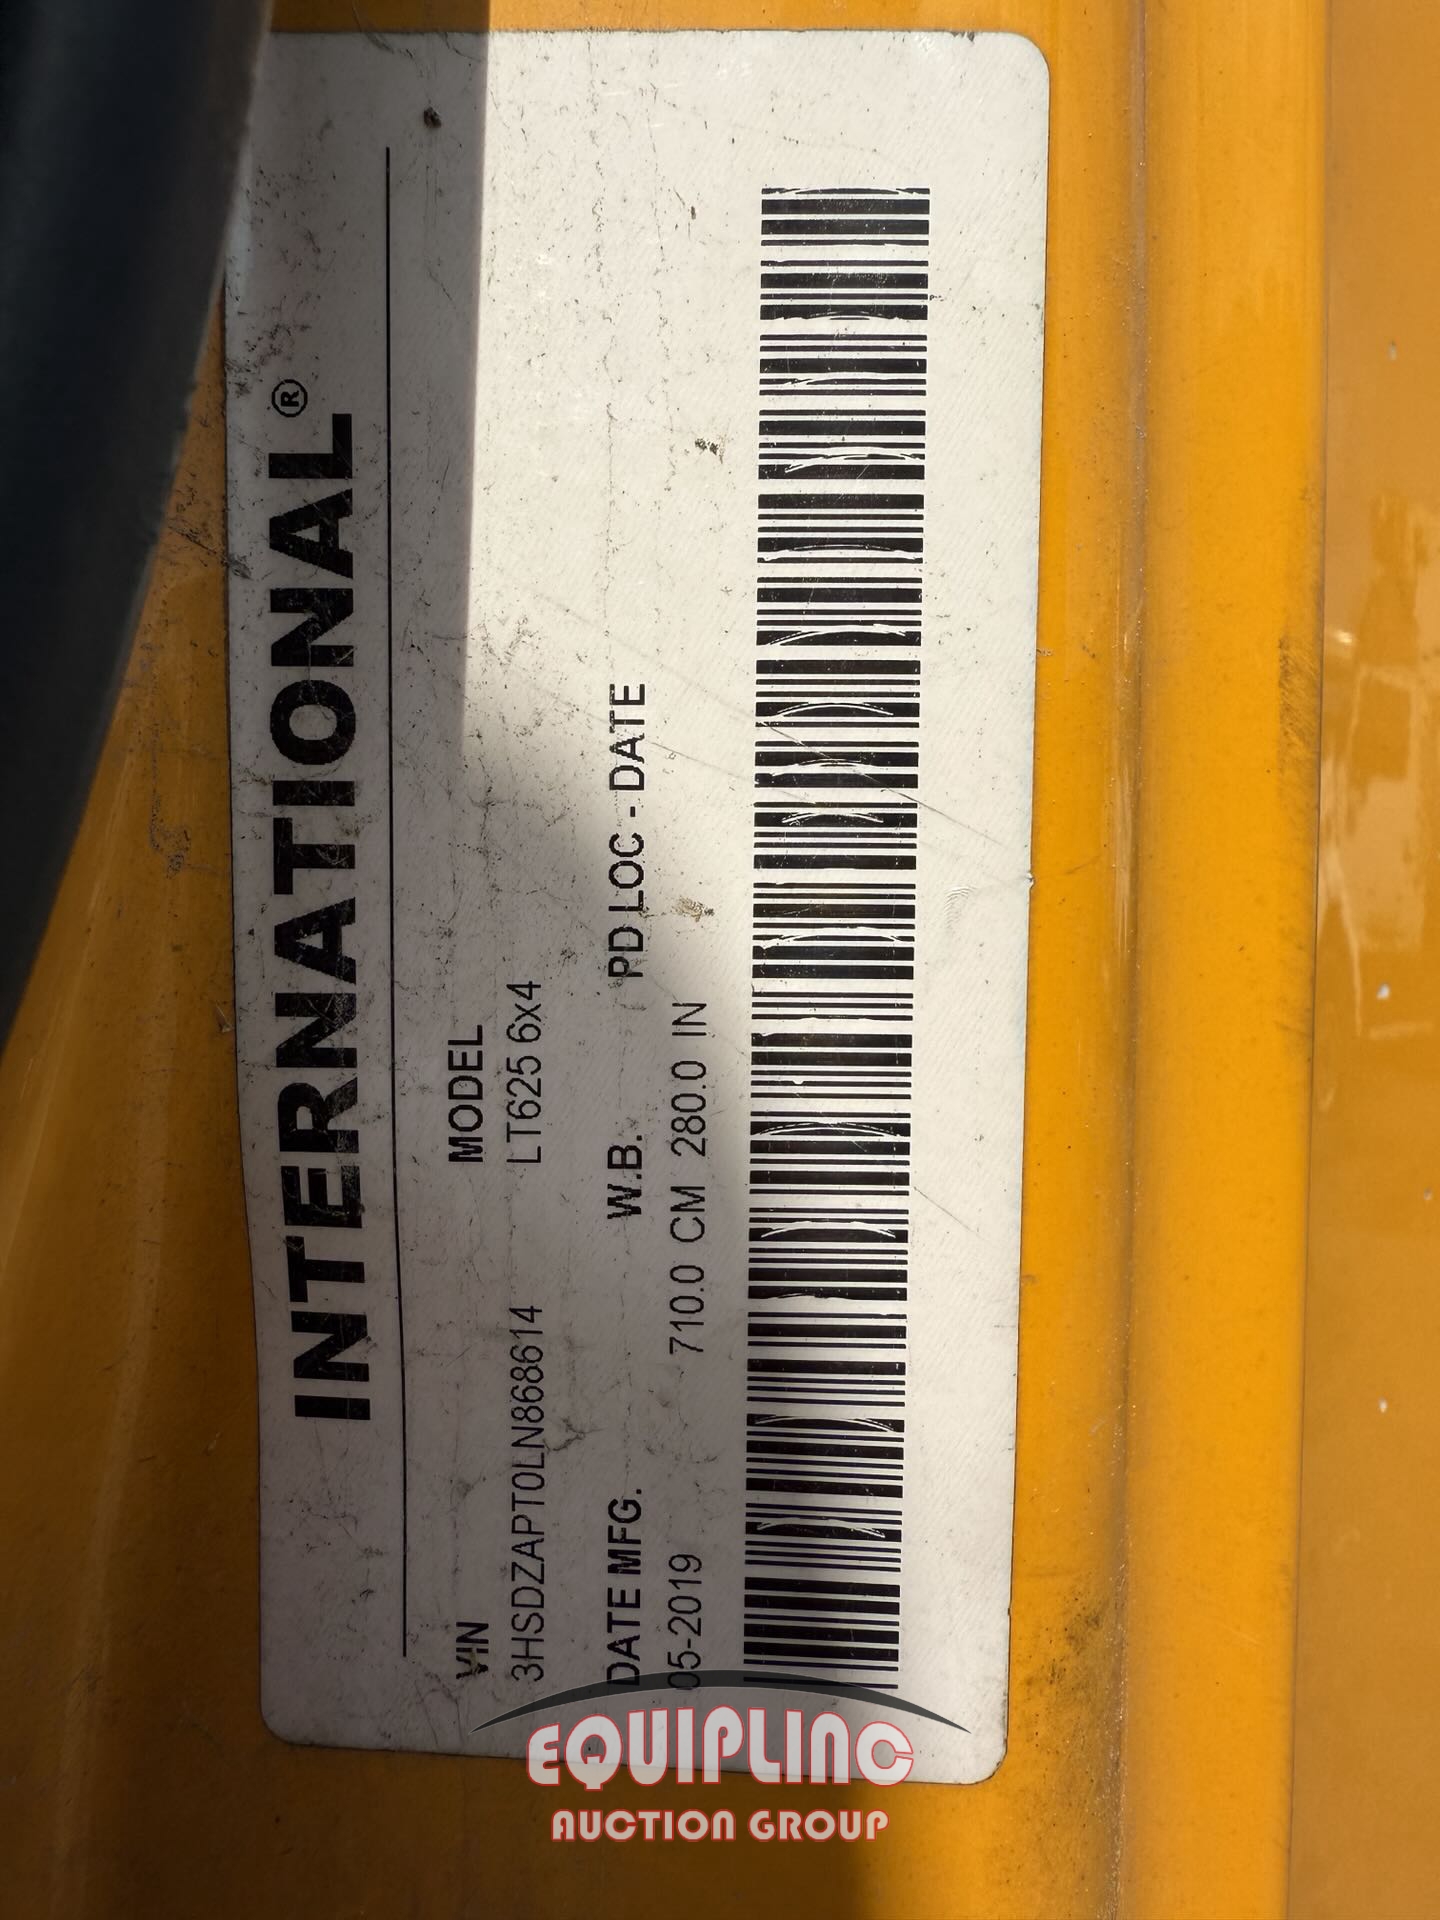 INTERNATIONAL®
VIN MODEL
3HSDZAPT0LN868614 LT625 6x4
DATE MFG. W.B. PD LOC - DATE
05-2019 710.0 CM 280.0 IN
EQUIPLINC
AUCTION GROUP